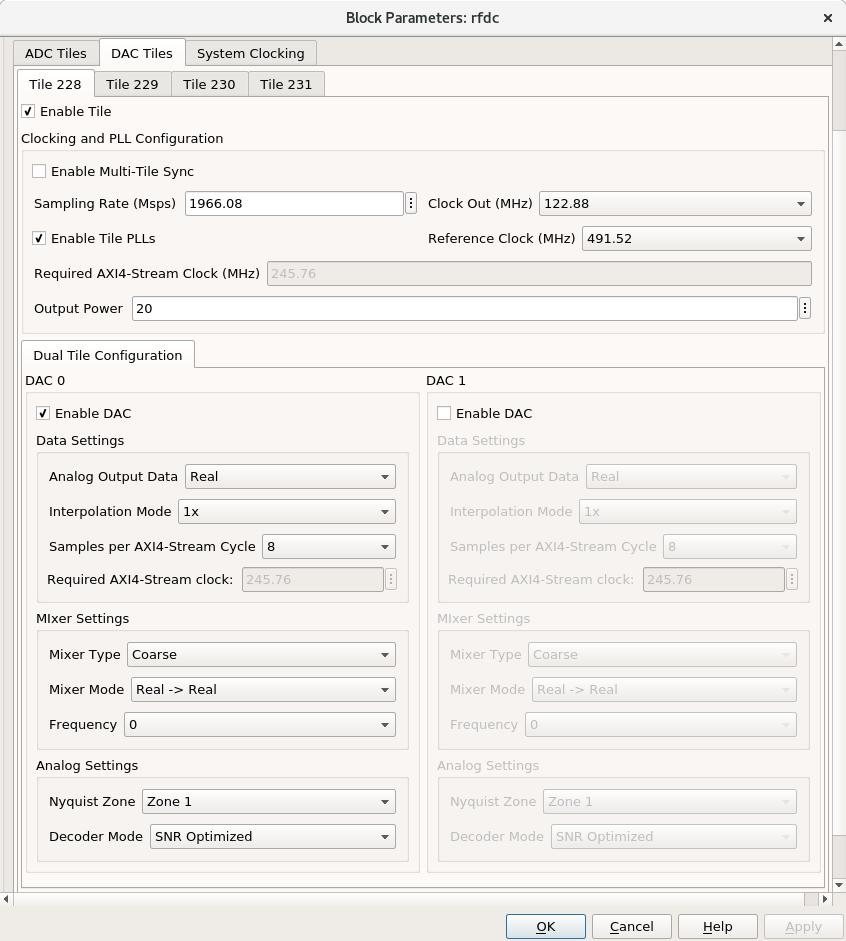 Block Parameters: rfdc
ADC Tiles DAC Tiles System Clocking
Tile 228 Tile 229 Tile 230 Tile 231
Enable Tile
Clocking and PLL Configuration
Enable Multi-Tile Sync
Sampling Rate (Msps) 1966.08 Clock Out (MHz) 122.88
Enable Tile PLLs Reference Clock (MHz) 491.52
Required AXI4-Stream Clock (MHz) 245.76
Output Power 20
Dual Tile Configuration
DAC 0 DAC 1
Enable DAC Enable DAC
Data Settings Data Settings
Analog Output Data Real Analog Output Data Real
Interpolation Mode 1x Interpolation Mode 1x
Samples per AXI4-Stream Cycle 8 Samples per AXI4-Stream Cycle 8
Required AXI4-Stream clock: 245.76 Required AXI4-Stream clock: 245.76
MIxer Settings MIxer Settings
Mixer Type Coarse Mixer Type Coarse
Mixer Mode Real -> Real Mixer Mode Real -> Real
Frequency 0 Frequency 0
Analog Settings Analog Settings
Nyquist Zone Zone 1 Nyquist Zone Zone 1
Decoder Mode SNR Optimized Decoder Mode SNR Optimized
OK Cancel Help Apply